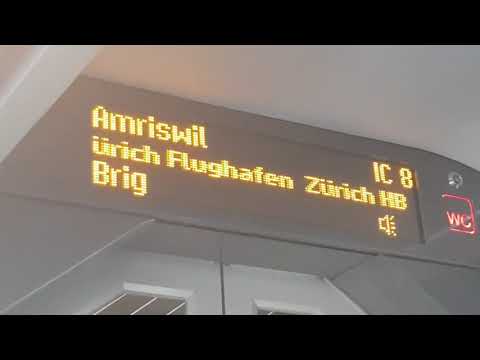 Amriswil
ürich Flughafen Zürich HB
IC 8
Brig
WC